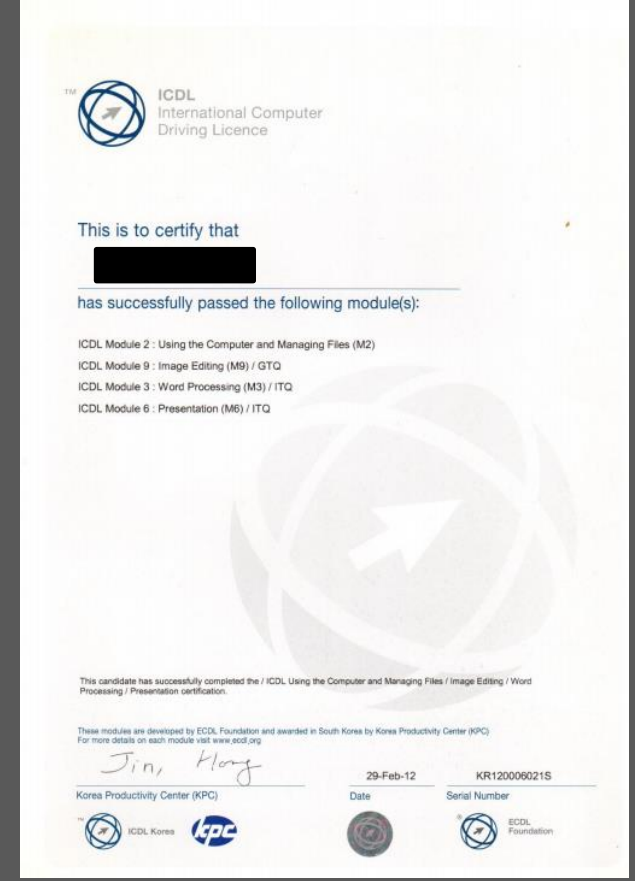 TM
ICDL
International Computer
Driving Licence
This is to certify that
has successfully passed the following module(s):
ICDL Module 2 : Using the Computer and Managing Files (M2)
ICDL Module 9 : Image Editing (M9) / GTQ
ICDL Module 3 : Word Processing (M3) / ITQ
ICDL Module 6 : Presentation (M6) / ITQ
This candidate has successfully completed the / ICDL Using the Computer and Managing Files / Image Editing / Word
Processing / Presentation certification.
These modules are developed by ECDL Foundation and awarded in South Korea by Korea Productivity Center (KPC)
For more details on each module visit www.ecdl.org
Jin, Hong
29-Feb-12
KR120006021S
Korea Productivity Center (KPC)
Date
Serial Number
TM
ICDL Korea
kpc
®
ECDL
Foundation